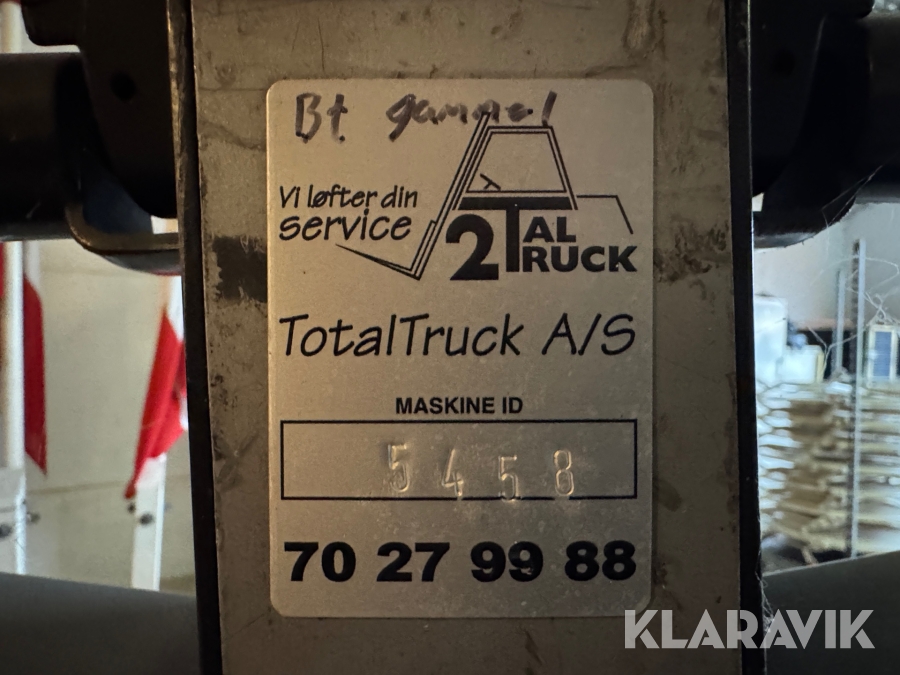 Bt gammel
Vi løfter din
service
2TAL
TRUCK
TotalTruck A/S
MASKINE ID
5458
70 27 99 88
KLARAVIK